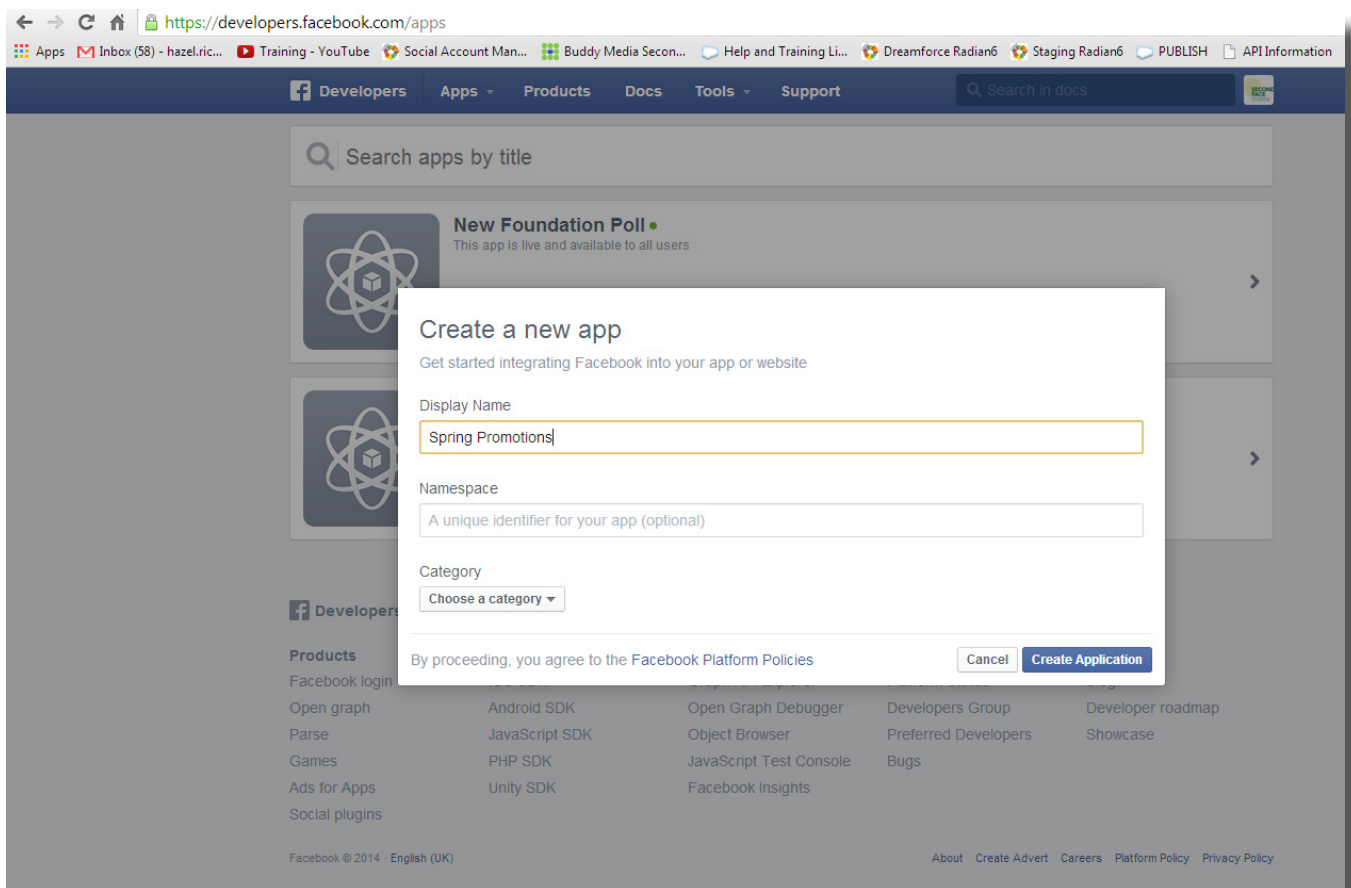 https://developers.facebook.com/apps
Apps Inbox (58) - hazel.ric... Training - YouTube Social Account Man... Buddy Media Secon... Help and Training Li... Dreamforce Radian6 Staging Radian6 PUBLISH API Information
Developers Apps Products Docs Tools Support Search in docs
Search apps by title
New Foundation Poll
This app is live and available to all users
Create a new app
Get started integrating Facebook into your app or website
Display Name
Spring Promotions
Namespace
A unique identifier for your app (optional)
Category
Choose a category
By proceeding, you agree to the Facebook Platform Policies Cancel Create Application
Developers
Products
Facebook login
Open graph Android SDK Open Graph Debugger Developers Group Developer roadmap
Parse JavaScript SDK Object Browser Preferred Developers Showcase
Games PHP SDK JavaScript Test Console Bugs
Ads for Apps Unity SDK Facebook Insights
Social plugins
Facebook © 2014 · English (UK) About Create Advert Careers Platform Policy Privacy Policy